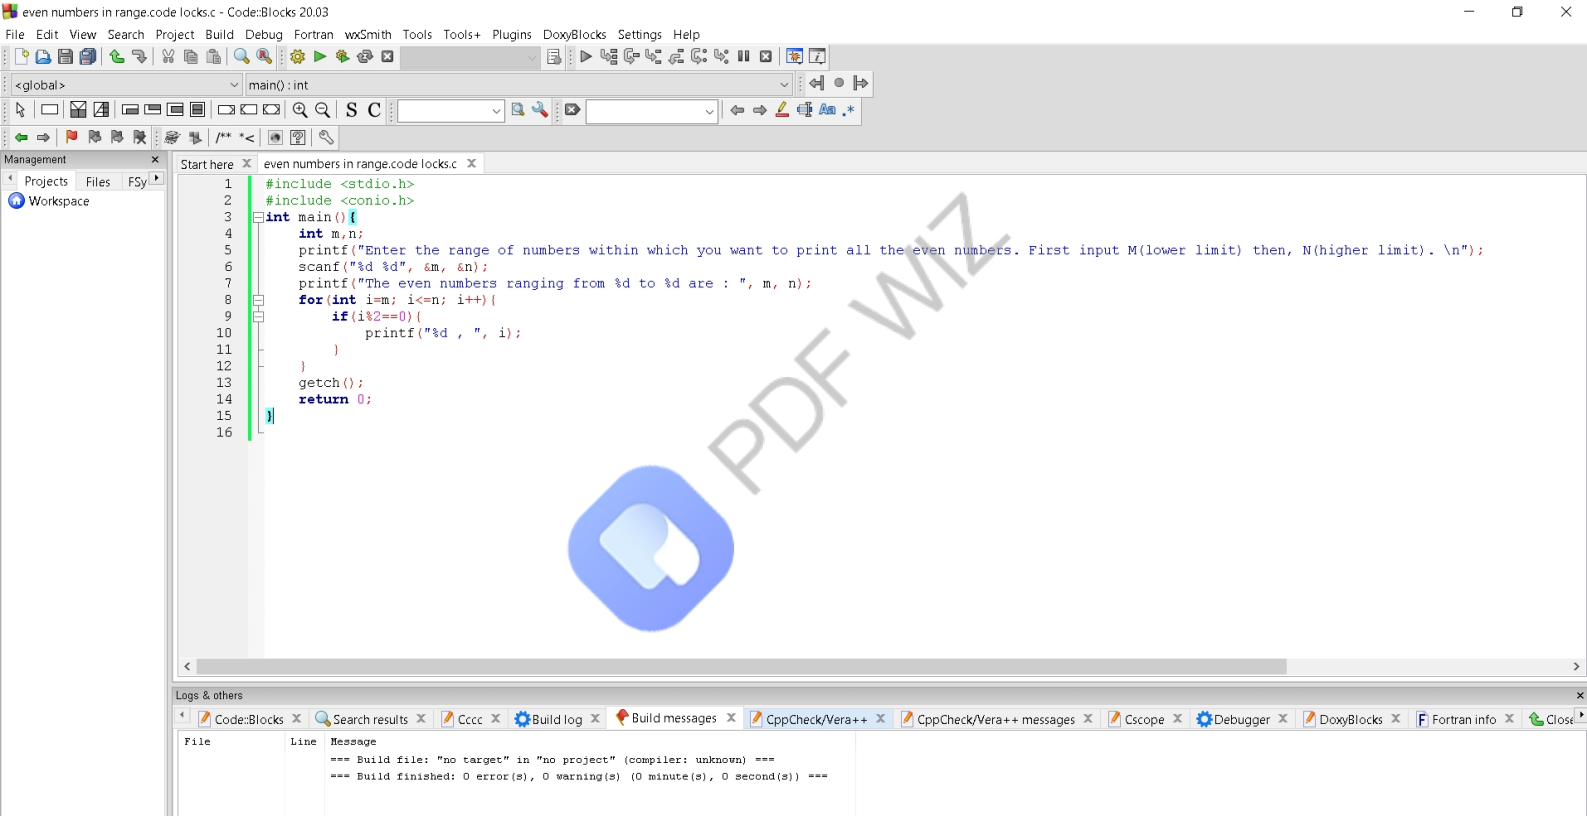 even numbers in range.code locks.c - Code::Blocks 20.03
File Edit View Search Project Build Debug Fortran wxSmith Tools Tools+ Plugins DoxyBlocks Settings Help
<global> main() : int
S C
Aa .*
/** *<
Management
Start here even numbers in range.code locks.c
Projects Files FSy
Workspace
1 #include <stdio.h>
2 #include <conio.h>
3 int main(){
4 int m,n;
5 printf("Enter the range of numbers within which you want to print all the even numbers. First input M(lower limit) then, N(higher limit). \n");
6 scanf("%d %d", &m, &n);
7 printf("The even numbers ranging from %d to %d are : ", m, n);
8 for(int i=m; i<=n; i++){
9 if(i%2==0){
10 printf("%d , ", i);
11 }
12 }
13 getch();
14 return 0;
15 }
16
PDF WIZ
Logs & others
Code::Blocks Search results Cccc Build log Build messages CppCheck/Vera++ CppCheck/Vera++ messages Cscope Debugger DoxyBlocks Fortran info Close
File Line Message
=== Build file: "no target" in "no project" (compiler: unknown) ===
=== Build finished: 0 error(s), 0 warning(s) (0 minute(s), 0 second(s)) ===